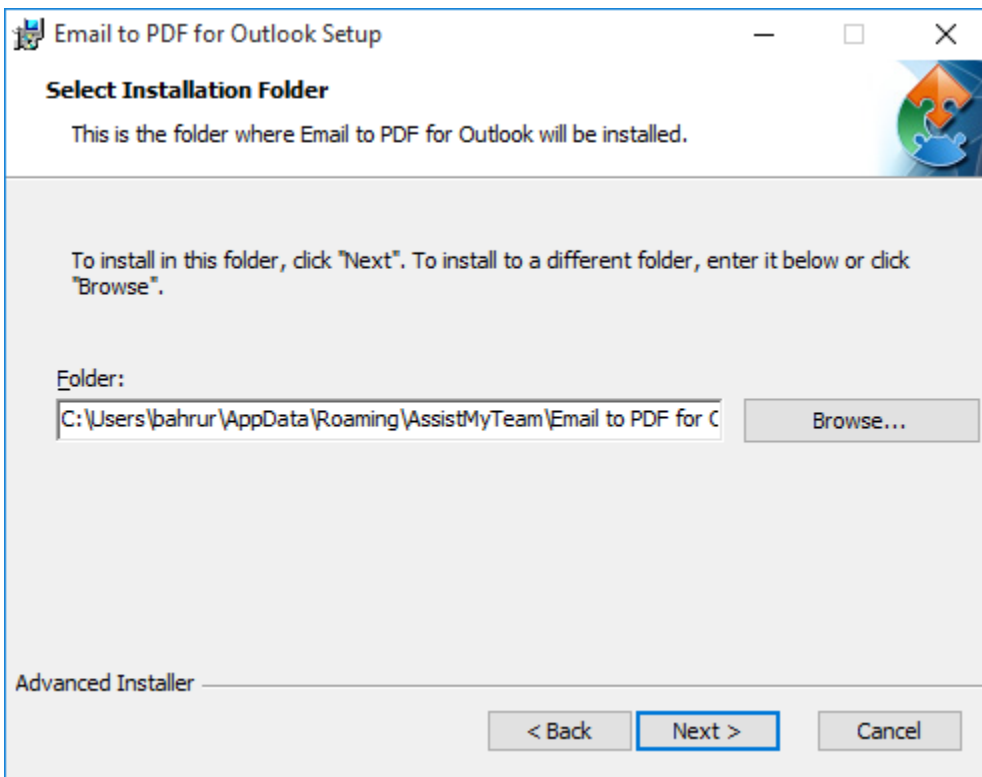 Email to PDF for Outlook Setup
Select Installation Folder
This is the folder where Email to PDF for Outlook will be installed.
To install in this folder, click "Next". To install to a different folder, enter it below or click
"Browse".
Folder:
C:\Users\bahrur\AppData\Roaming\AssistMyTeam\Email to PDF for
Browse...
Advanced Installer
< Back
Next >
Cancel